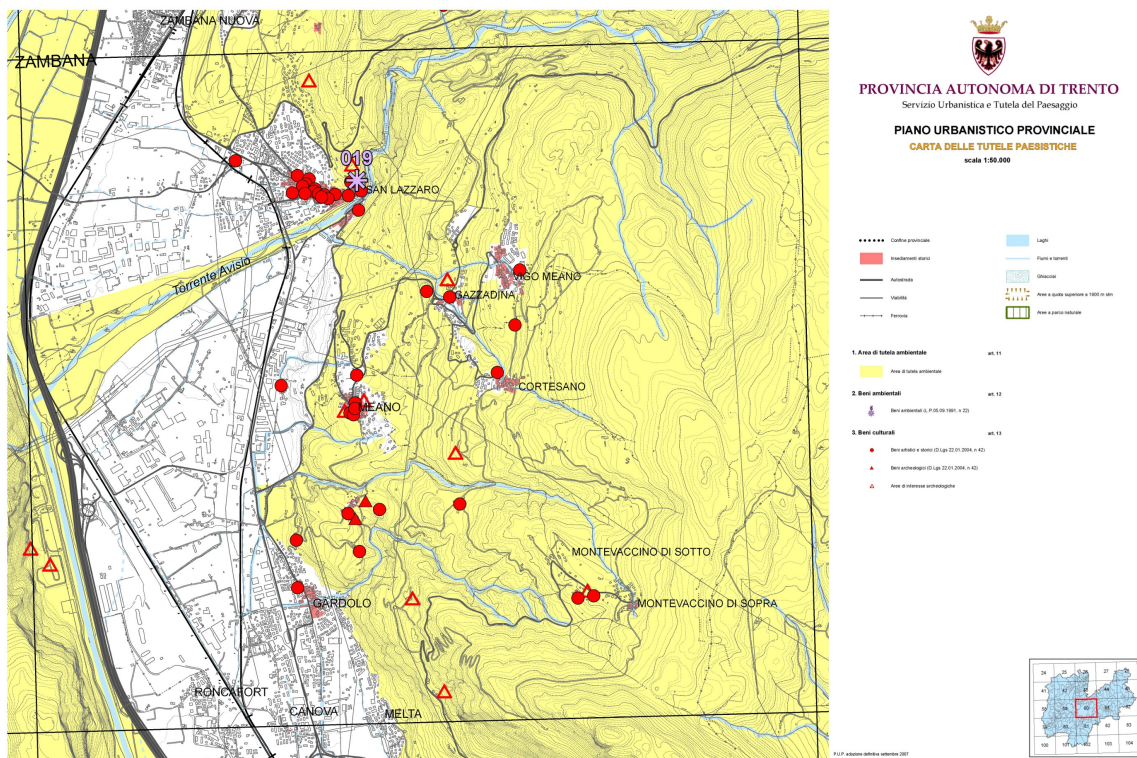 ZAMBANA NUOVA
ZAMBANA
019
SAN LAZZARO
Torrente Avisio
VIGO MEANO
GAZZADINA
CORTESANO
MEANO
MONTEVACCINO DI SOTTO
MONTEVACCINO DI SOPRA
GARDOLO
RONCAFORT
CANOVA
MELTA
PROVINCIA AUTONOMA DI TRENTO
Servizio Urbanistica e Tutela del Paesaggio
PIANO URBANISTICO PROVINCIALE
CARTA DELLE TUTELE PAESISTICHE
scala 1:50.000
Confine provinciale
Insediamenti storici
Autostrada
Viabilità
Ferrovia
Laghi
Fiumi e torrenti
Ghiacciai
Aree a quota superiore a 1600 m slm
Aree a parco naturale
1. Area di tutela ambientale art. 11
Area di tutela ambientale
2. Beni ambientali art. 12
Beni ambientali (L.P. 05.09.1991, n 22)
3. Beni culturali art. 13
Beni artistici e storici (D.Lgs 22.01.2004, n 42)
Beni archeologici (D.Lgs 22.01.2004, n 42)
Aree di interesse archeologiche
P.U.P. adozione definitiva settembre 2007